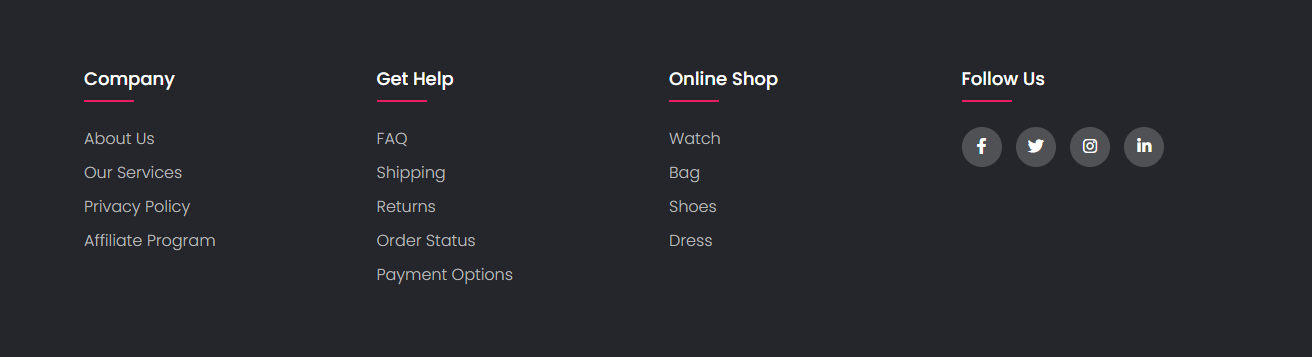 Company
About Us
Our Services
Privacy Policy
Affiliate Program
Get Help
FAQ
Shipping
Returns
Order Status
Payment Options
Online Shop
Watch
Bag
Shoes
Dress
Follow Us